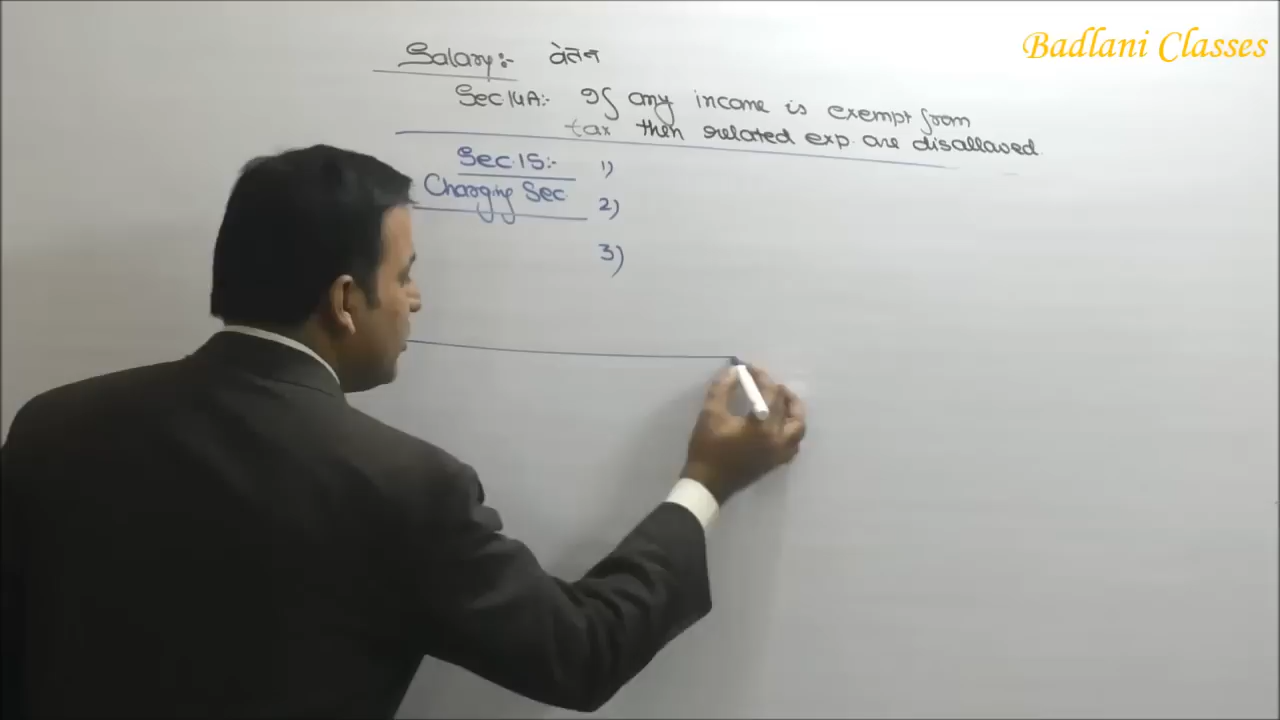 Badlani Classes
Salary:- वेतन
Sec 14A:- If any income is exempt from
tax then related exp. are disallowed.
Sec.15:- 1)
Charging Sec. 2)
3)